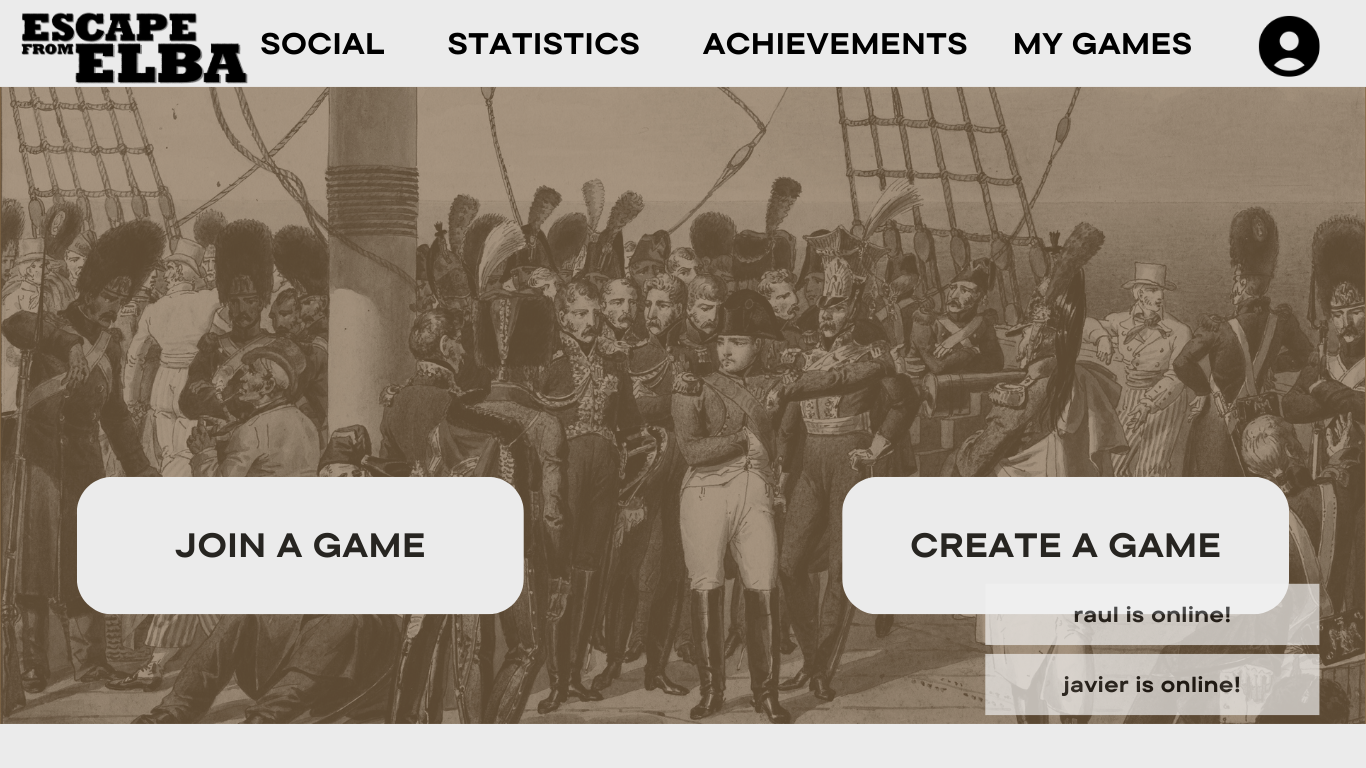 ESCAPE
FROM ELBA
SOCIAL
STATISTICS
ACHIEVEMENTS
MY GAMES
JOIN A GAME
CREATE A GAME
raul is online!
javier is online!